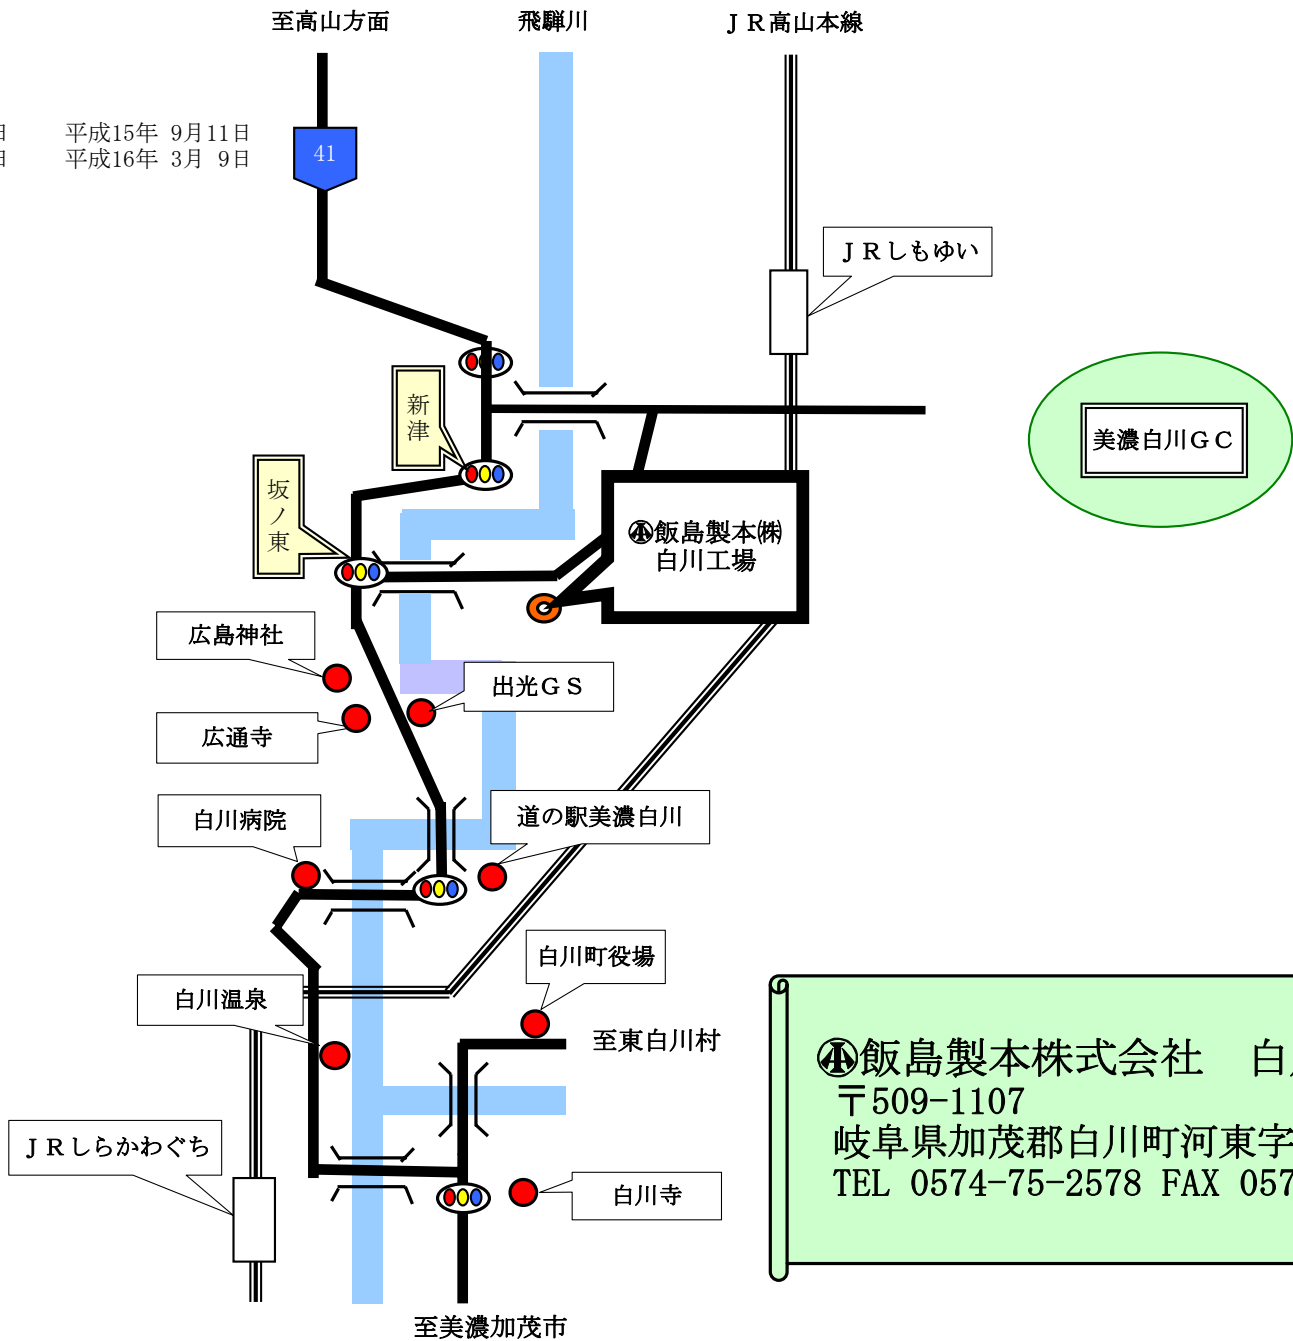 至高山方面
飛騨川
ＪＲ高山本線
日 平成15年 9月11日
日 平成16年 3月 9日
41
ＪＲしもゆい
新津
美濃白川ＧＣ
坂ノ東
飯島製本㈱
白川工場
広島神社
出光ＧＳ
広通寺
白川病院
道の駅美濃白川
白川町役場
白川温泉
至東白川村
飯島製本株式会社 白
〒509-1107
岐阜県加茂郡白川町河東字
TEL 0574-75-2578 FAX 057
ＪＲしらかわぐち
白川寺
至美濃加茂市